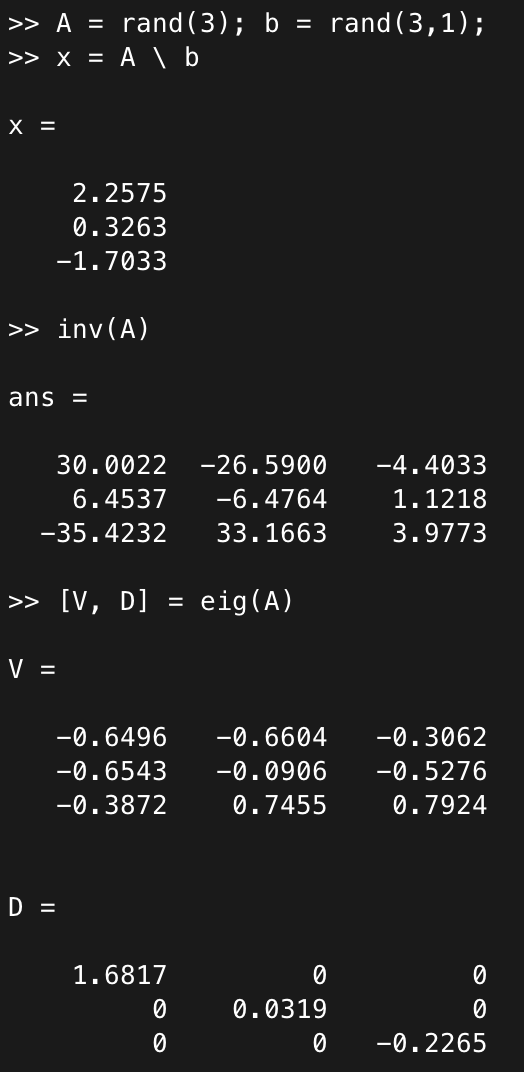 >> A = rand(3); b = rand(3,1);
>> x = A \ b
x =
2.2575
0.3263
-1.7033
>> inv(A)
ans =
30.0022 -26.5900 -4.4033
6.4537 -6.4764 1.1218
-35.4232 33.1663 3.9773
>> [V, D] = eig(A)
V =
-0.6496 -0.6604 -0.3062
-0.6543 -0.0906 -0.5276
-0.3872 0.7455 0.7924
D =
1.6817 0 0
0 0.0319 0
0 0 -0.2265